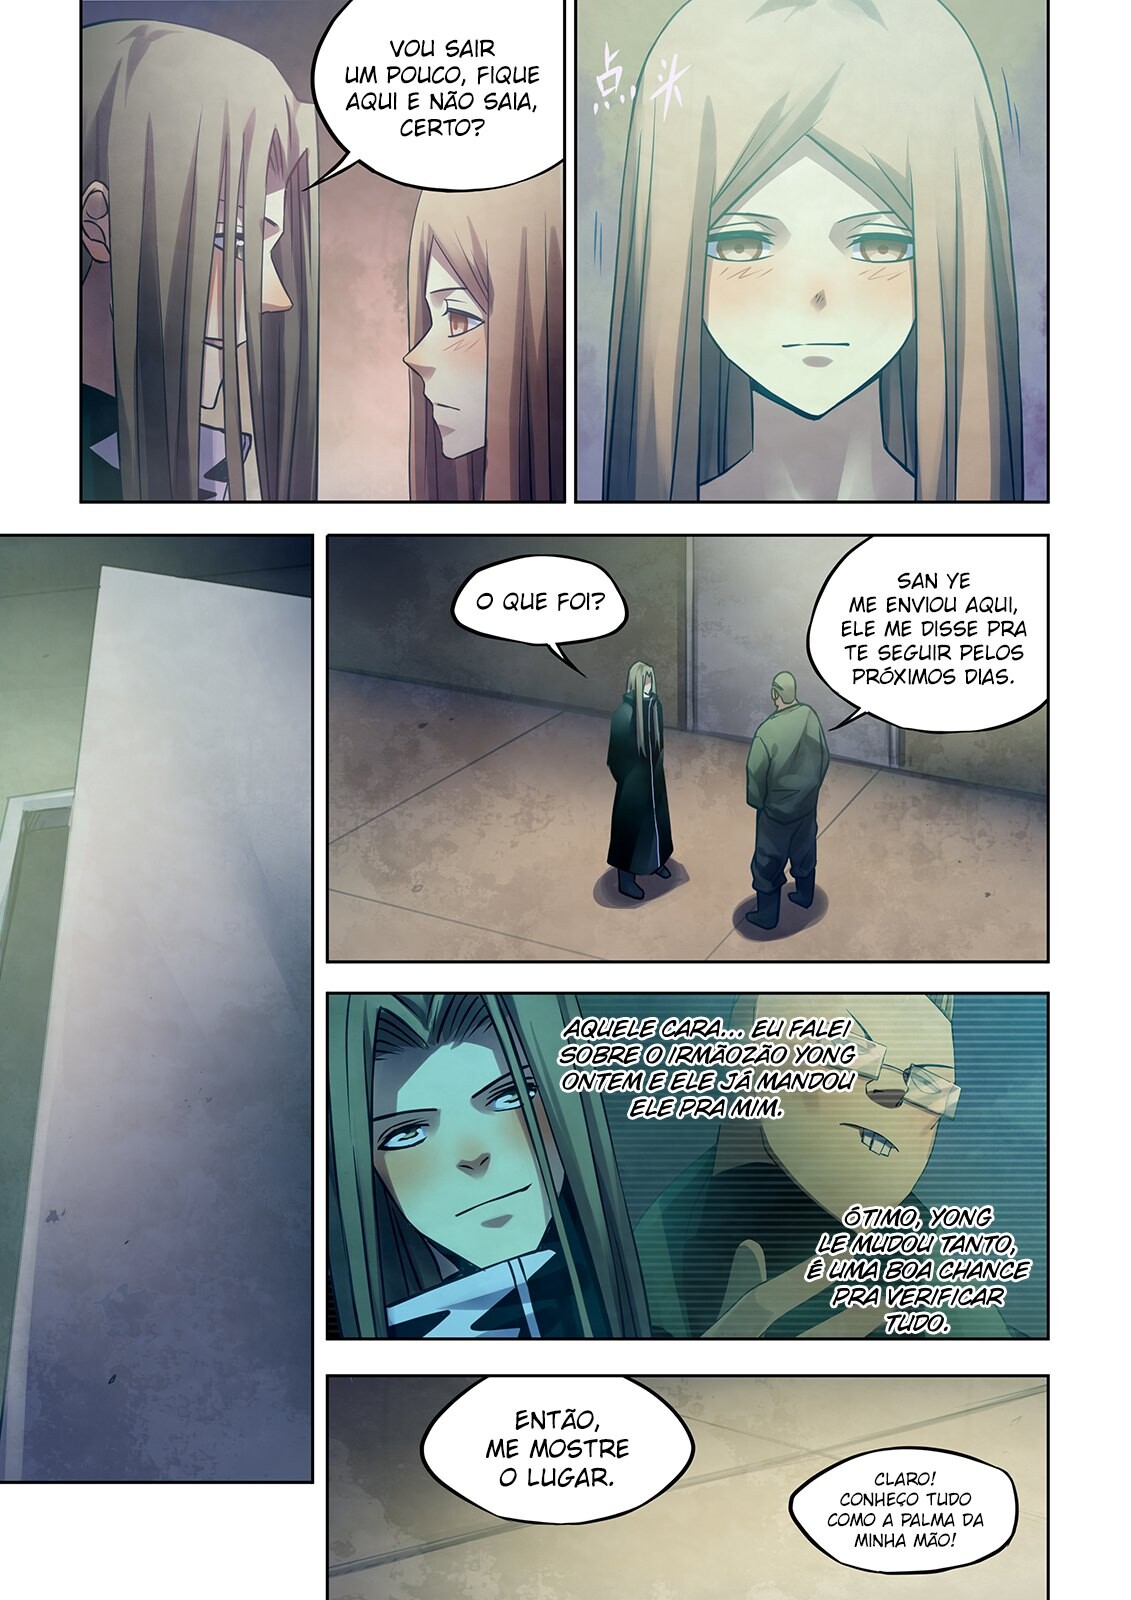 VOU SAIR
UM POUCO, FIQUE
AQUI E NÃO SAIA,
CERTO?
点头
O QUE FOI?
SAN YE
ME ENVIOU AQUI,
ELE ME DISSE PRA
TE SEGUIR PELOS
PRÓXIMOS DIAS.
AQUELE CARA... EU FALEI
SOBRE O IRMÃOZÃO YONG
ONTEM E ELE JÁ MANDOU
ELE PRA MIM.
ÓTIMO, YONG
LE MUDOU TANTO,
É UMA BOA CHANCE
PRA VERIFICAR
TUDO.
ENTÃO,
ME MOSTRE
O LUGAR.
CLARO!
CONHEÇO TUDO
COMO A PALMA DA
MINHA MÃO!